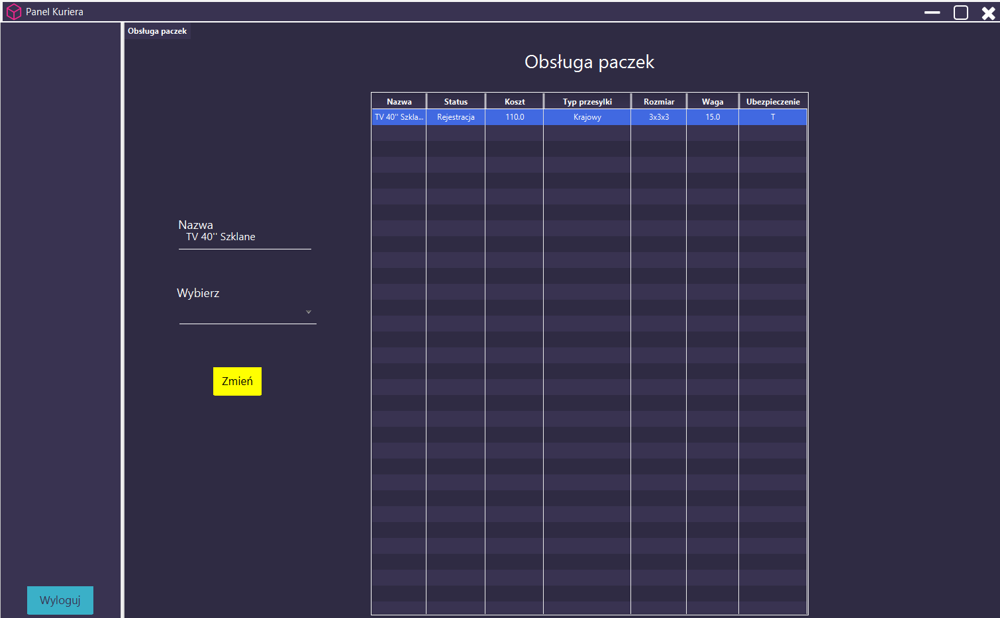 Panel Kuriera
Obsługa paczek
Obsługa paczek
Nazwa Status Koszt Typ przesylki Rozmiar Waga Ubezpieczenie
TV 40'' Szkla... Rejestracja 110.0 Krajowy 3x3x3 15.0 T
Nazwa
TV 40'' Szklane
Wybierz
Zmień
Wyloguj